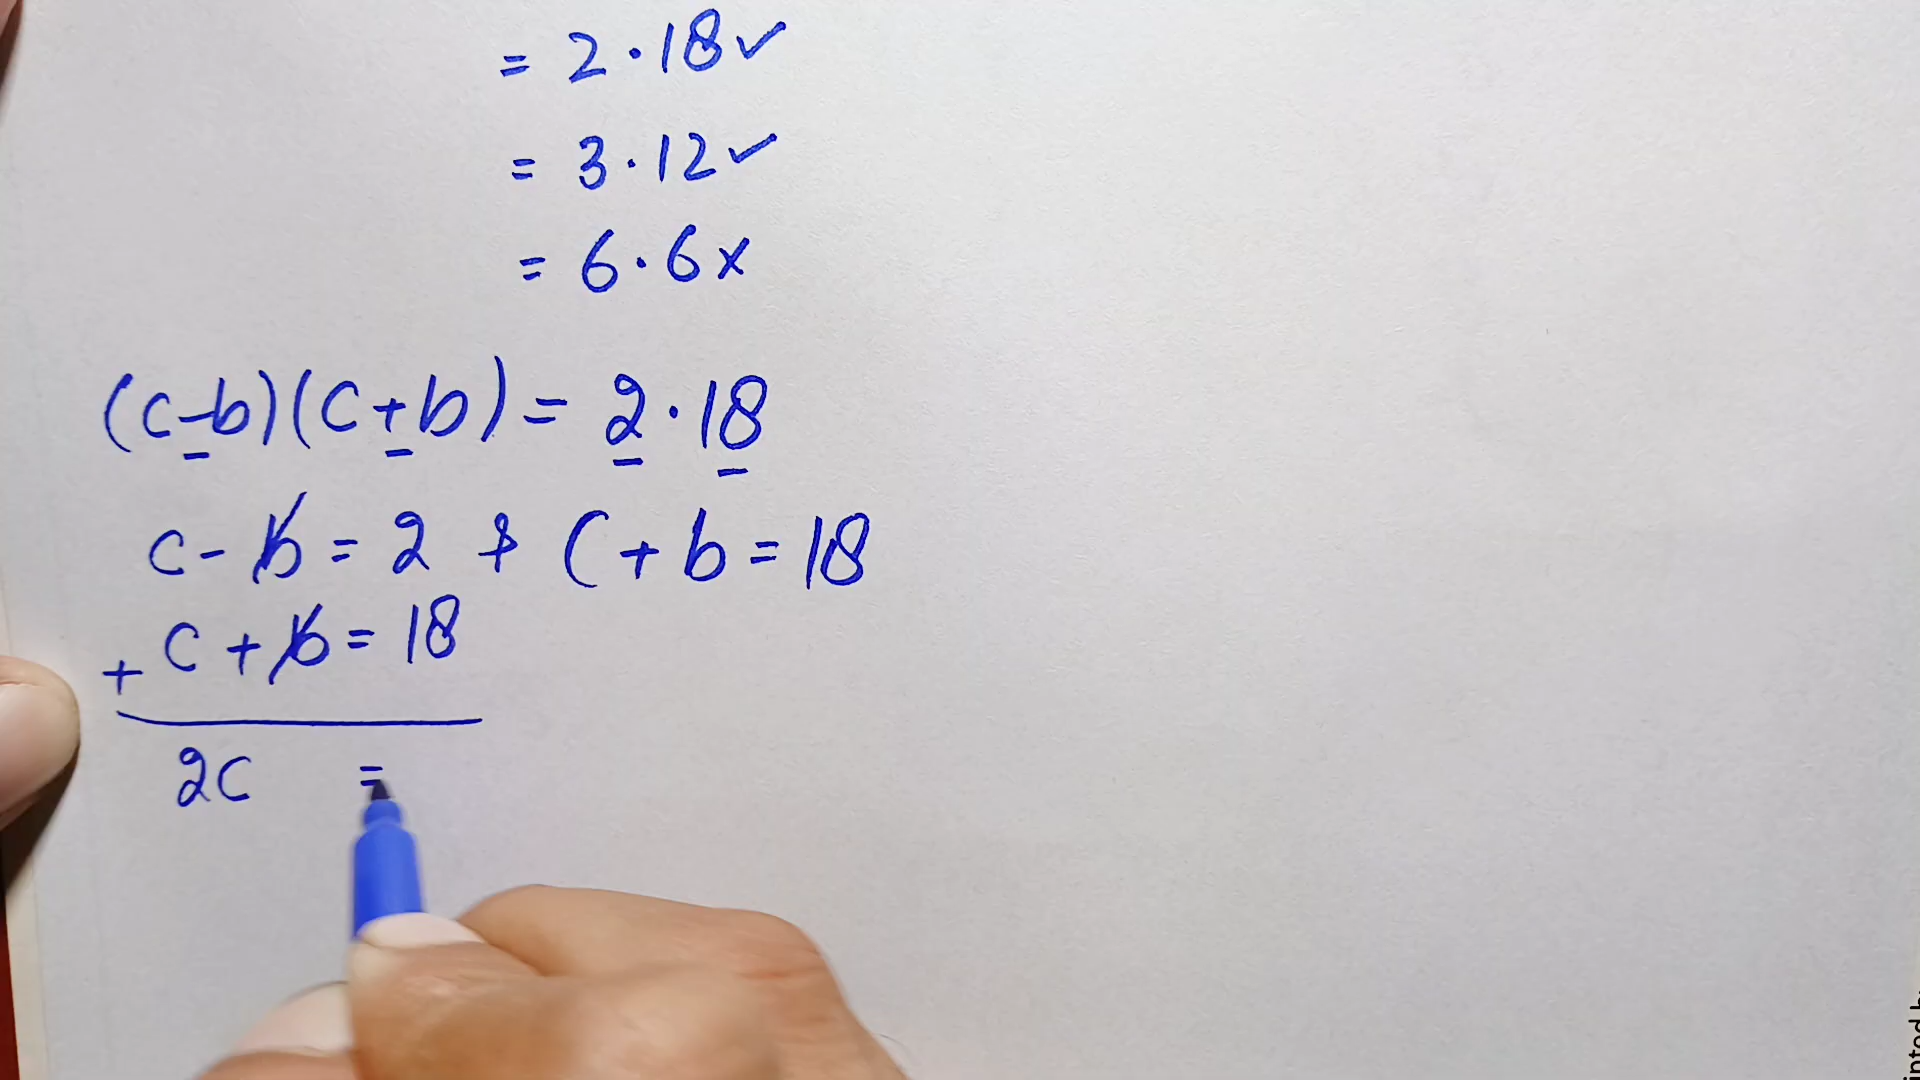 = 2 · 18 ✓
= 3 · 12 ✓
= 6 · 6 x
(c-b)(c+b) = 2 · 18
c - b = 2 & c + b = 18
+ c + b = 18
2c =